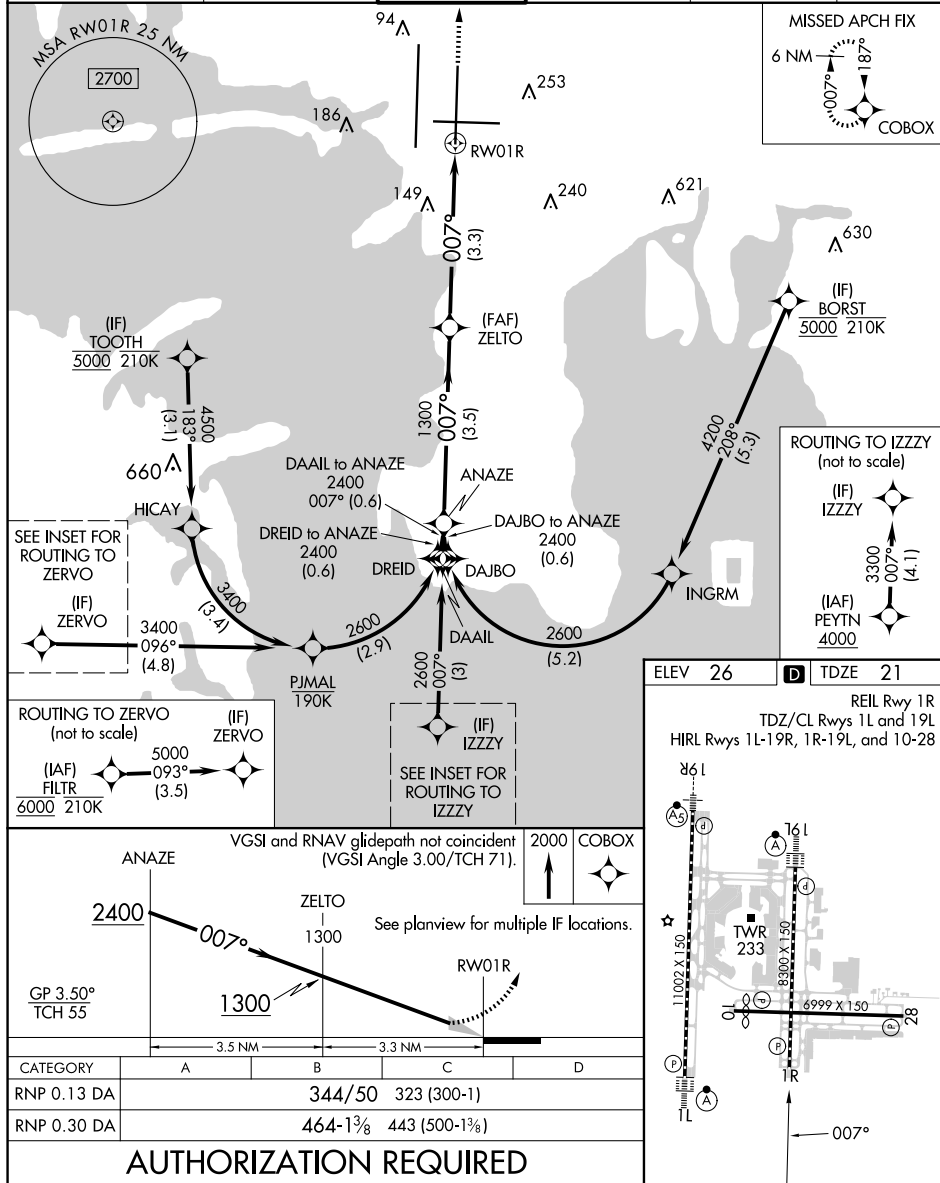 MSA RW01R 25 NM
2700
94
253
186
RW01R
149
240
621
630
MISSED APCH FIX
6 NM
007°
187°
COBOX
007°
(3.3)
(IF)
TOOTH
5000 210K
(FAF)
ZELTO
(IF)
BORST
5000 210K
4500
183°
(3.1)
660
HICAY
1300
007°
(3.5)
4200
208°
(5.3)
DAAIL to ANAZE
2400
007° (0.6)
ANAZE
DREID to ANAZE
2400
(0.6)
DAJBO to ANAZE
2400
(0.6)
DREID
DAJBO
DAAIL
INGRM
ROUTING TO IZZZY
(not to scale)
(IF)
IZZZY
3300
007°
(4.1)
(IAF)
PEYTN
4000
SEE INSET FOR
ROUTING TO
ZERVO
(IF)
ZERVO
3400
(3.4)
3400
096°
(4.8)
2600
(2.9)
PJMAL
190K
2600
007°
(3)
2600
(5.2)
(IF)
IZZZY
SEE INSET FOR
ROUTING TO
IZZZY
ROUTING TO ZERVO
(not to scale)
(IF)
ZERVO
(IAF)
FILTR
6000 210K
5000
093°
(3.5)
ELEV 26
D
TDZE 21
REIL Rwy 1R
TDZ/CL Rwys 1L and 19L
HIRL Rwys 1L-19R, 1R-19L, and 10-28
19R
A5
P
19L
A
P
TWR
233
11002 X 150
8300 X 150
10
P
6999 X 150
28
P
P
P
1R
1L
A
007°
VGSI and RNAV glidepath not coincident
(VGSI Angle 3.00/TCH 71).
2000
COBOX
ANAZE
2400
007°
ZELTO
1300
1300
See planview for multiple IF locations.
RW01R
GP 3.50°
TCH 55
3.5 NM
3.3 NM
CATEGORY A B C D
RNP 0.13 DA 344/50 323 (300-1)
RNP 0.30 DA 464-1⅜ 443 (500-1⅜)
AUTHORIZATION REQUIRED